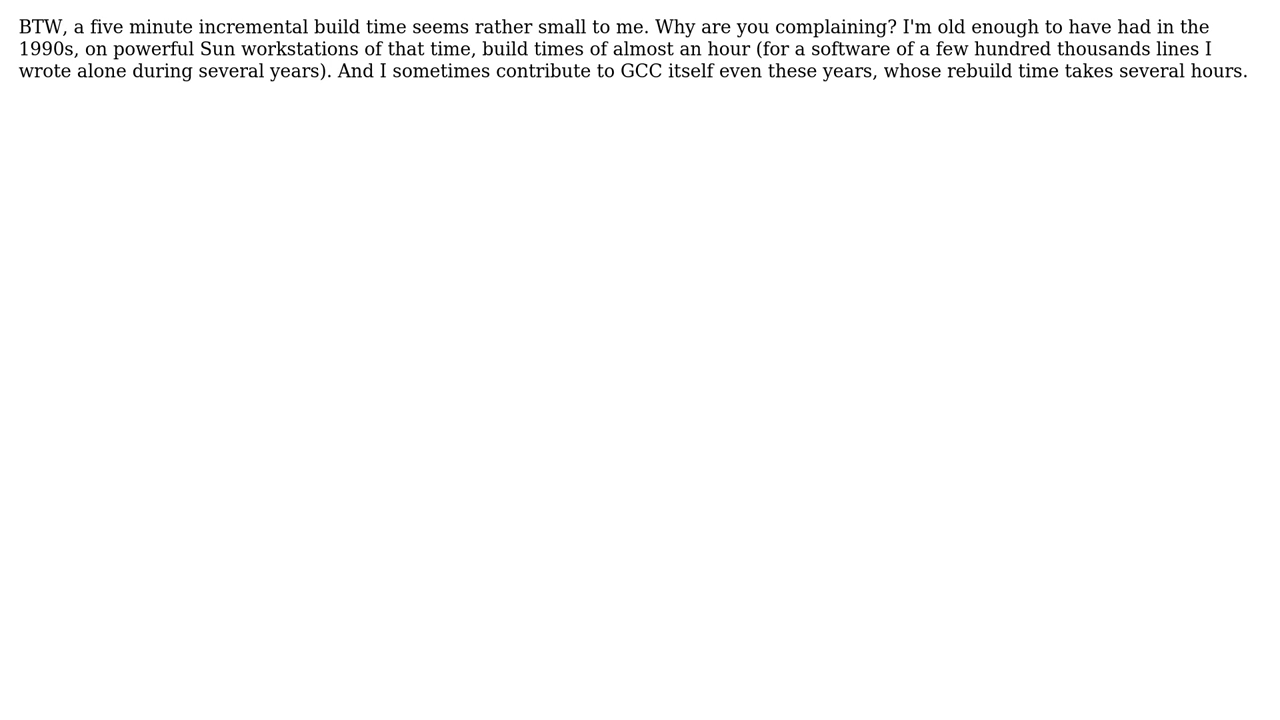 BTW, a five minute incremental build time seems rather small to me. Why are you complaining? I'm old enough to have had in the
1990s, on powerful Sun workstations of that time, build times of almost an hour (for a software of a few hundred thousands lines I
wrote alone during several years). And I sometimes contribute to GCC itself even these years, whose rebuild time takes several hours.